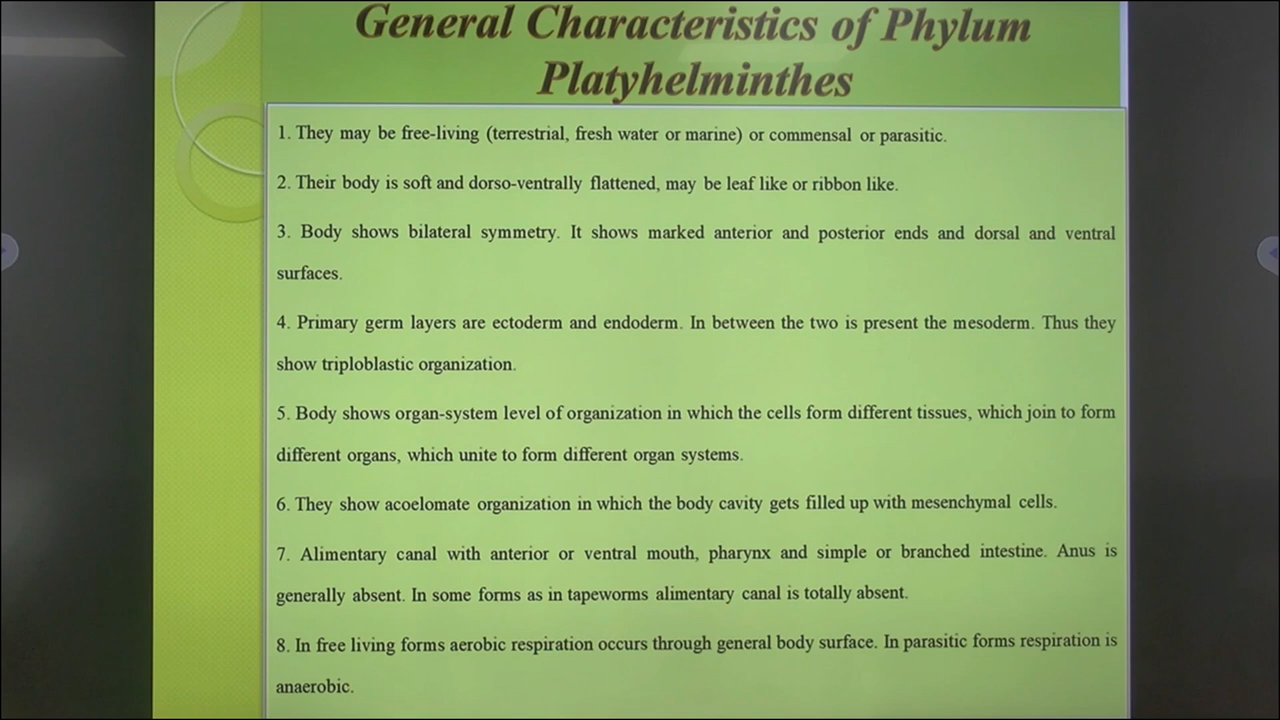 General Characteristics of Phylum
Platyhelminthes
1. They may be free-living (terrestrial, fresh water or marine) or commensal or parasitic.
2. Their body is soft and dorso-ventrally flattened, may be leaf like or ribbon like.
3. Body shows bilateral symmetry. It shows marked anterior and posterior ends and dorsal and ventral
surfaces.
4. Primary germ layers are ectoderm and endoderm. In between the two is present the mesoderm. Thus they
show triploblastic organization.
5. Body shows organ-system level of organization in which the cells form different tissues, which join to form
different organs, which unite to form different organ systems.
6. They show acoelomate organization in which the body cavity gets filled up with mesenchymal cells.
7. Alimentary canal with anterior or ventral mouth, pharynx and simple or branched intestine. Anus is
generally absent. In some forms as in tapeworms alimentary canal is totally absent.
8. In free living forms aerobic respiration occurs through general body surface. In parasitic forms respiration is
anaerobic.